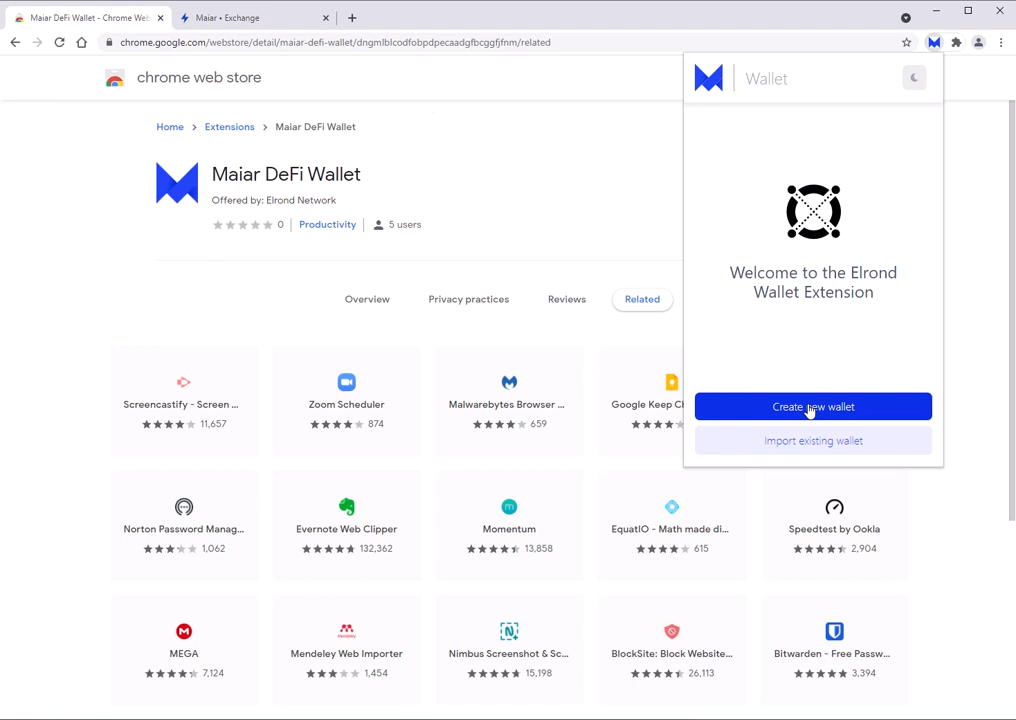 Maiar DeFi Wallet - Chrome Web
Maiar • Exchange
chrome.google.com/webstore/detail/maiar-defi-wallet/dngmlblcodfobpdpecaadgfbcggfjfnm/related
chrome web store
Home > Extensions > Maiar DeFi Wallet
Maiar DeFi Wallet
Offered by: Elrond Network
0 | Productivity | 5 users
Overview Privacy practices Reviews Related
Wallet
Welcome to the Elrond
Wallet Extension
Create new wallet
Import existing wallet
Screencastify - Screen ...
11,657
Zoom Scheduler
874
Malwarebytes Browser ...
659
Google Keep Ch
Norton Password Manag...
1,062
Evernote Web Clipper
132,362
Momentum
13,858
EquatIO - Math made di...
615
Speedtest by Ookla
2,904
MEGA
7,124
Mendeley Web Importer
1,454
Nimbus Screenshot & Sc...
15,198
BlockSite: Block Website...
26,113
Bitwarden - Free Passw...
3,394